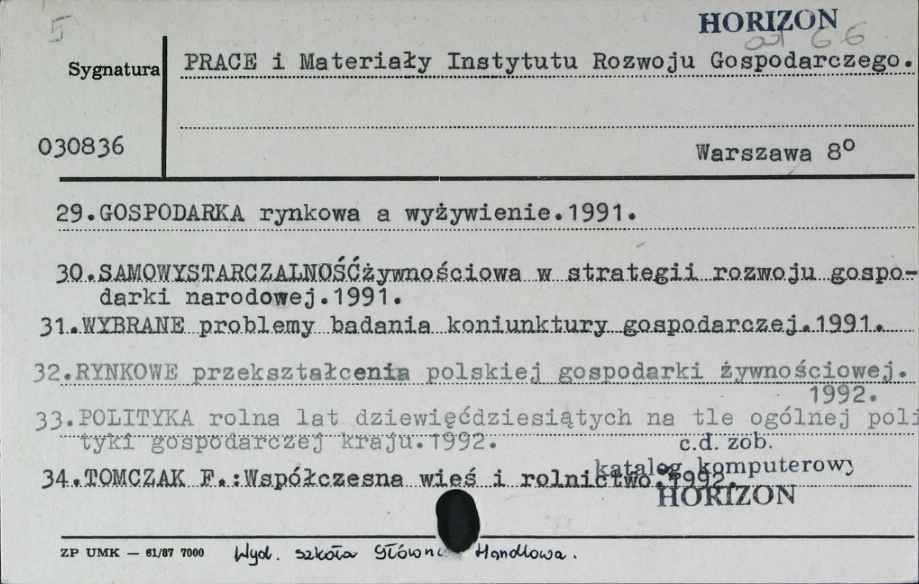 5
HORIZON
od 66
Sygnatura
PRACE i Materiały Instytutu Rozwoju Gospodarczego.
030836
Warszawa 8º
29.GOSPODARKA rynkowa a wyżywienie.1991.
30.SAMOWYSTARCZALNOŚĆżywnościowa w strategii rozwoju gospo-
darki narodowej.1991.
31.WYBRANE problemy badania koniunktury gospodarczej.1991.
32.RYNKOWE przekształcenia polskiej gospodarki żywnościowej.
1992.
33.POLITYKA rolna lat dziewięćdziesiątych na tle ogólnej poli
tyki gospodarczej kraju.1992.
c.d. zob.
katalog komputerowy
34.TOMCZAK F.:Współczesna wieś i rolnictwo.1992.
HORIZON
ZP UMK — 61/87 7000 Wyd. szkoła Główna Handlowa.